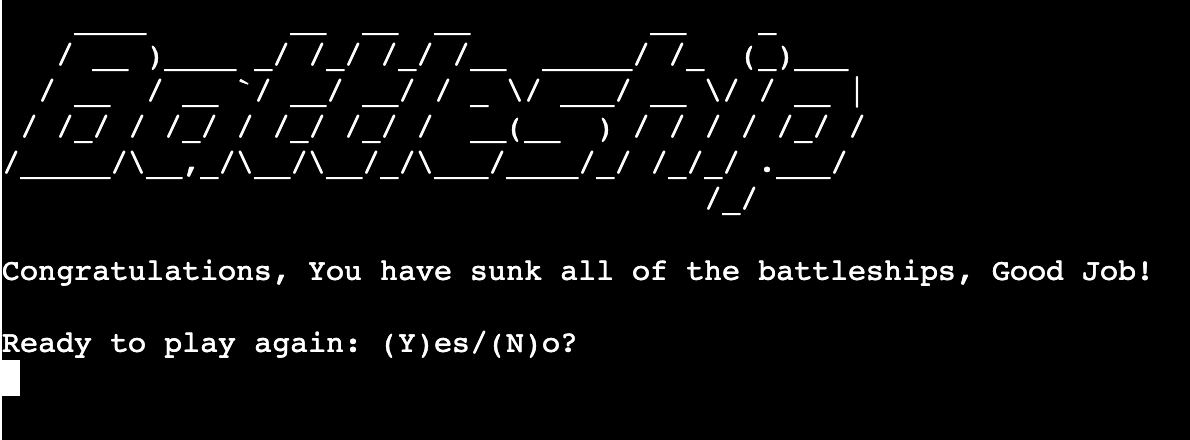 Battleship
Congratulations, You have sunk all of the battleships, Good Job!
Ready to play again: (Y)es/(N)o?